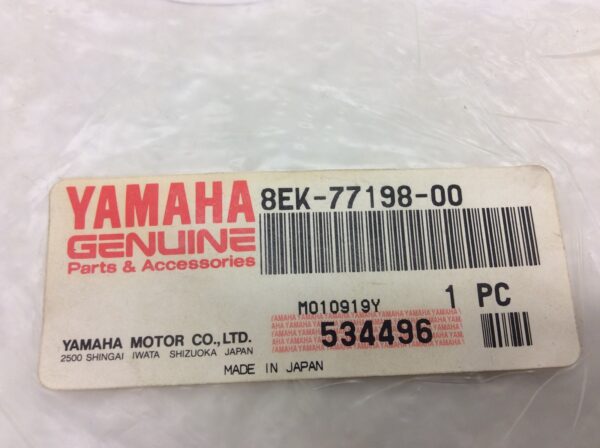 YAMAHA
GENUINE
Parts & Accessories
8EK-77198-00
M010919Y
1 PC
534496
YAMAHA MOTOR CO.,LTD.
2500 SHINGAI IWATA SHIZUOKA JAPAN
MADE IN JAPAN